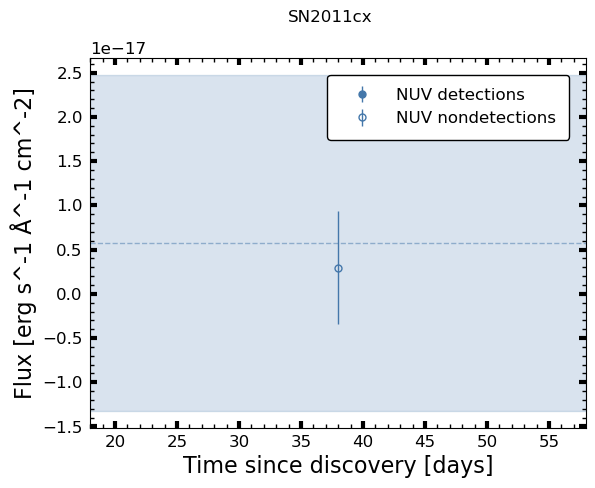 SN2011cx
1e−17
2.5
2.0
1.5
1.0
0.5
0.0
−0.5
−1.0
−1.5
Flux [erg s^-1 Å^-1 cm^-2]
NUV detections
NUV nondetections
20 25 30 35 40 45 50 55
Time since discovery [days]